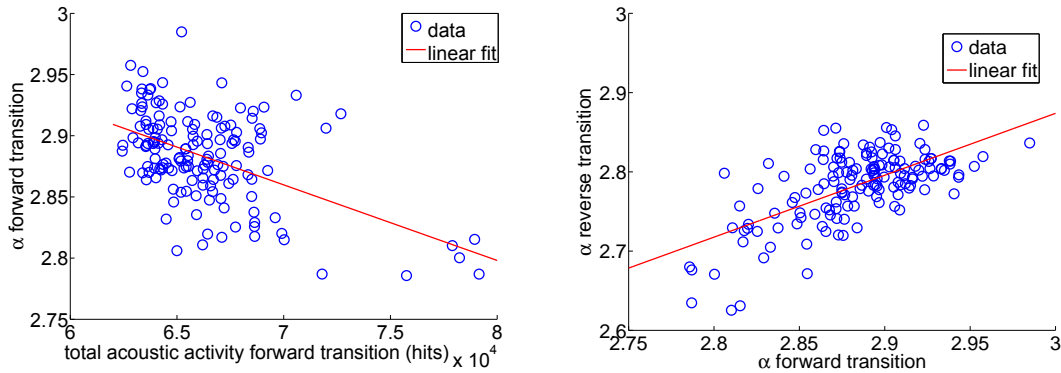 3
2.95
2.9
2.85
2.8
2.75
α forward transition
data
linear fit
6 6.5 7 7.5 8
total acoustic activity forward transition (hits)
x 10⁴
3
2.9
2.8
2.7
2.6
α reverse transition
data
linear fit
2.75 2.8 2.85 2.9 2.95 3
α forward transition